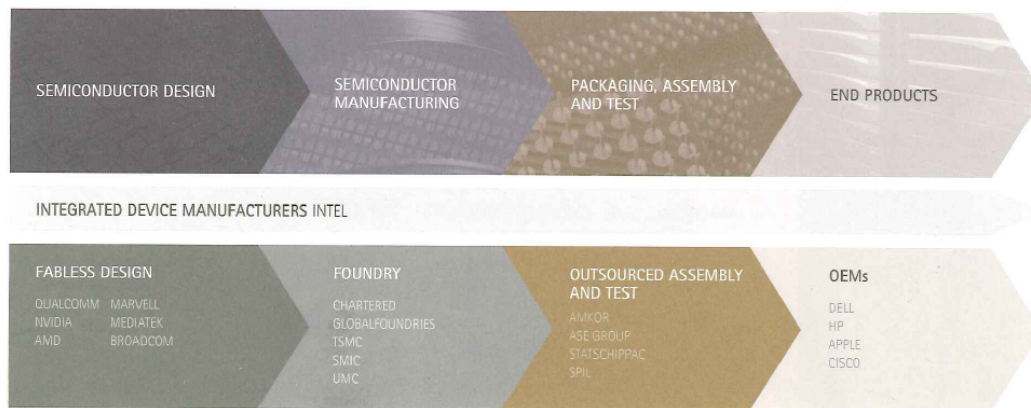 SEMICONDUCTOR DESIGN
SEMICONDUCTOR
MANUFACTURING
PACKAGING, ASSEMBLY
AND TEST
END PRODUCTS
INTEGRATED DEVICE MANUFACTURERS INTEL
FABLESS DESIGN
QUALCOMM MARVELL
NVIDIA MEDIATEK
AMD BROADCOM
FOUNDRY
CHARTERED
GLOBALFOUNDRIES
TSMC
SMIC
UMC
OUTSOURCED ASSEMBLY
AND TEST
AMKOR
ASE GROUP
STATSCHIPPAC
SPIL
OEMs
DELL
HP
APPLE
CISCO